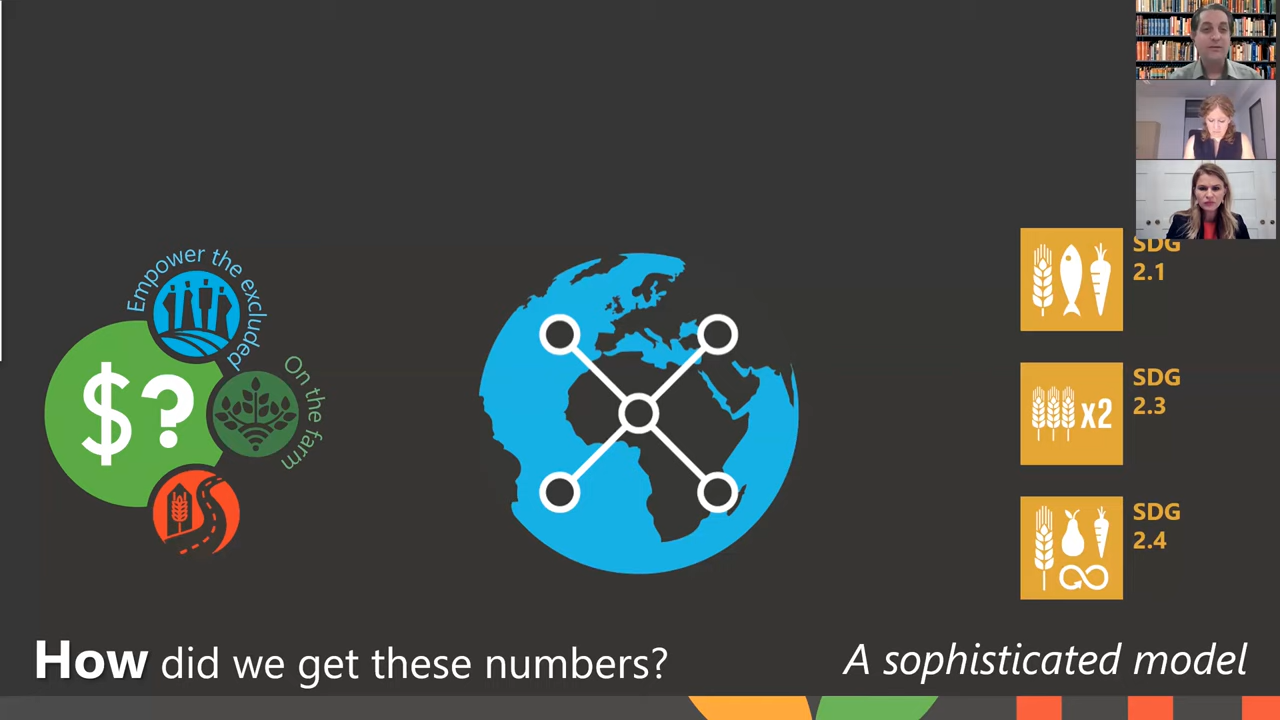 Empower the excluded
On the farm
$?
SDG
2.1
SDG
2.3
x2
SDG
2.4
How did we get these numbers?
A sophisticated model